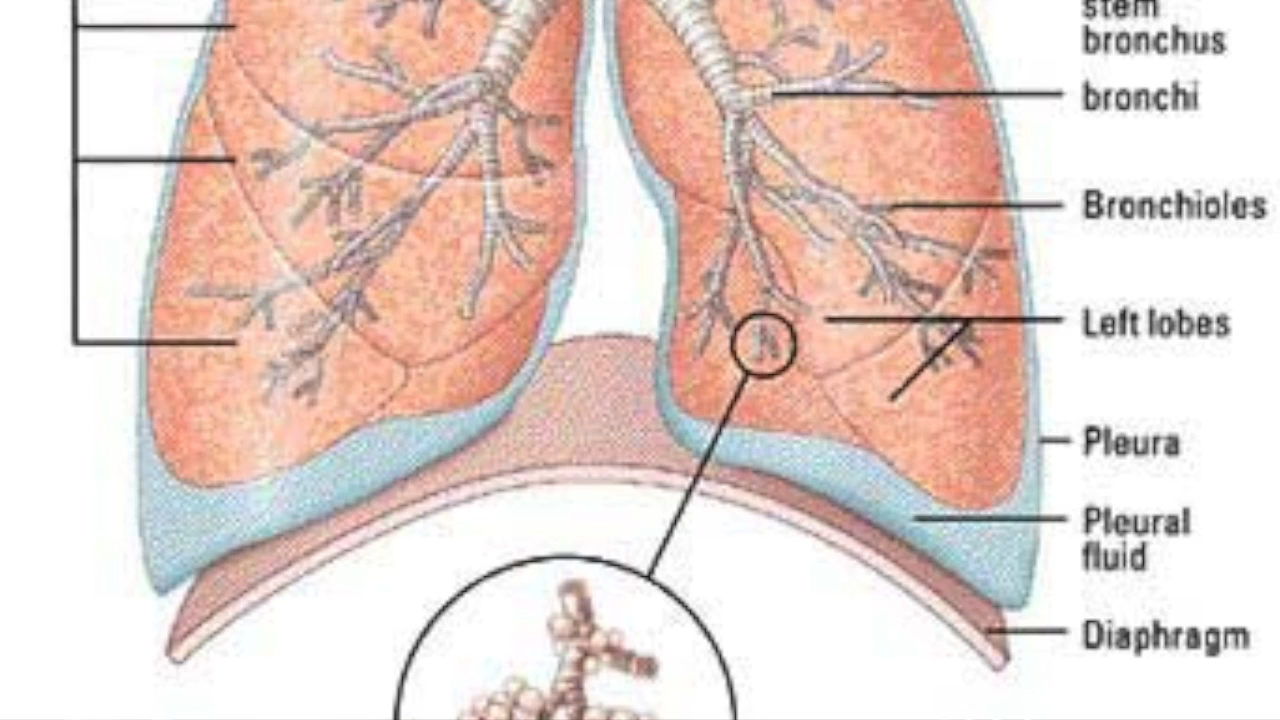 stem
bronchus
bronchi
Bronchioles
Left lobes
Pleura
Pleural
fluid
Diaphragm